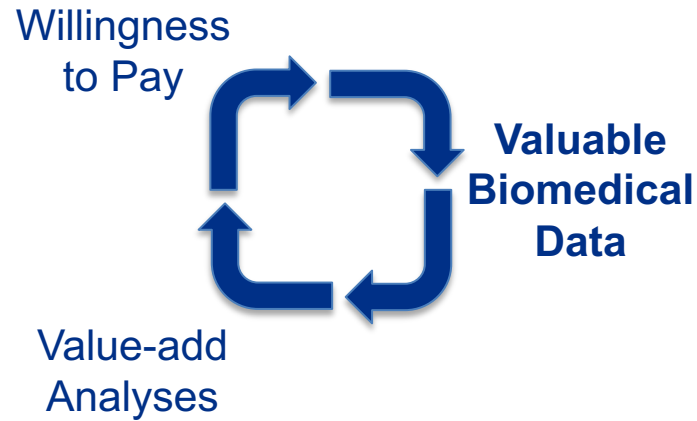 Willingness
to Pay
Valuable
Biomedical
Data
Value-add
Analyses